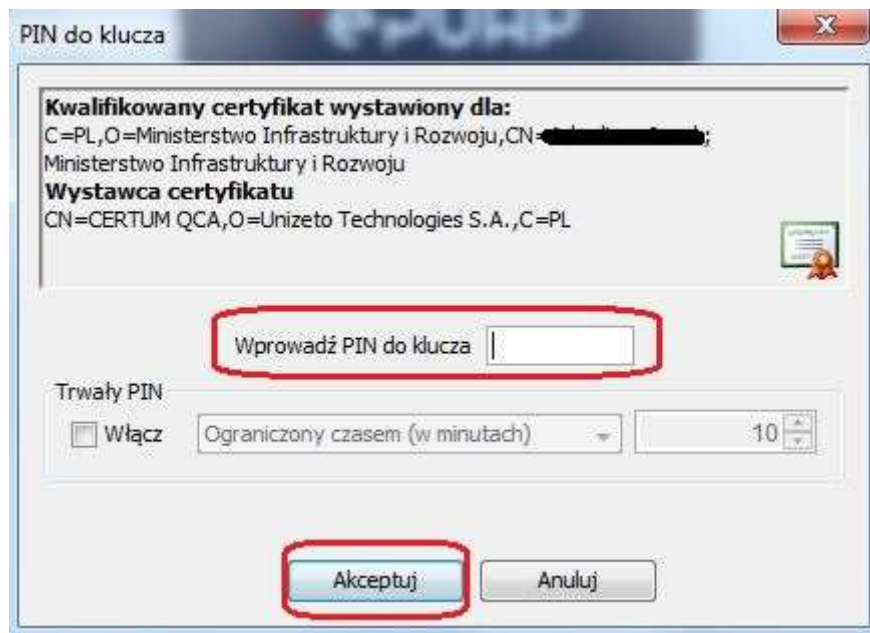 ePUAP
PIN do klucza
Kwalifikowany certyfikat wystawiony dla:
C=PL,O=Ministerstwo Infrastruktury i Rozwoju,CN=
Ministerstwo Infrastruktury i Rozwoju
Wystawca certyfikatu
CN=CERTUM QCA,O=Unizeto Technologies S.A.,C=PL
Wprowadź PIN do klucza
Trwały PIN
Włącz Ograniczony czasem (w minutach) 10
Akceptuj Anuluj